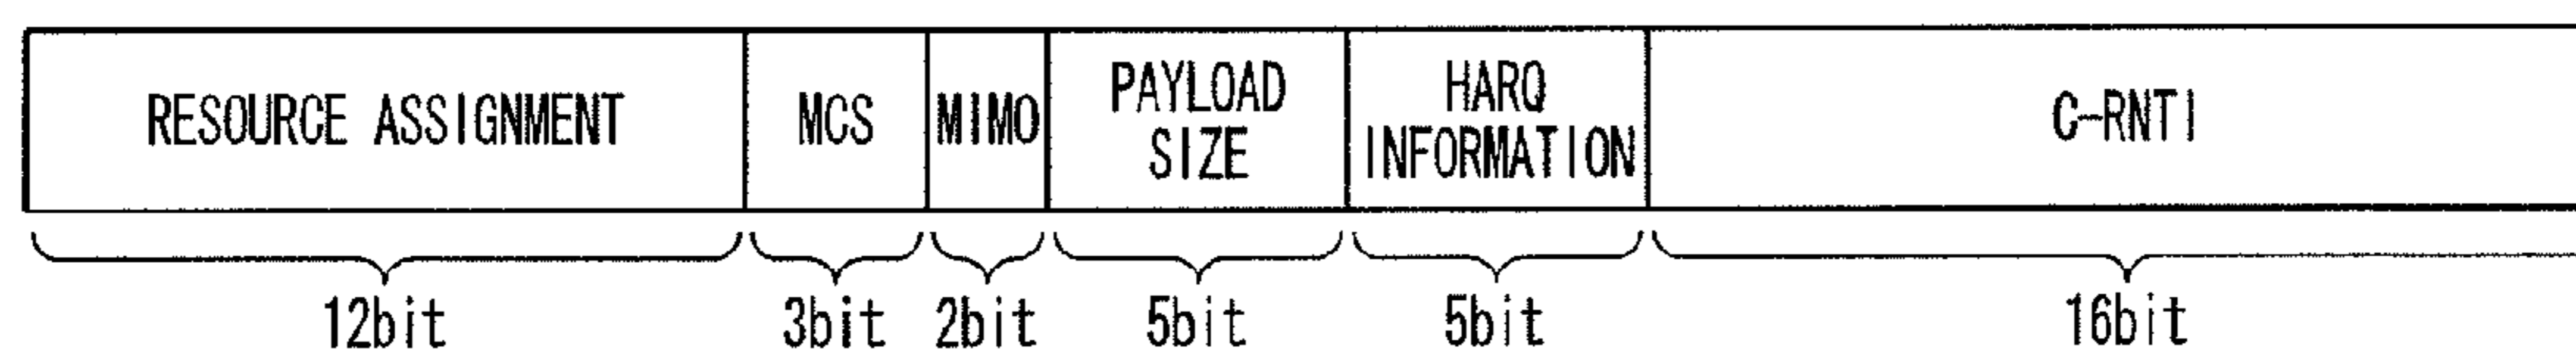 RESOURCE ASSIGNMENT
MCS
MIMO
PAYLOAD
SIZE
HARQ
INFORMATION
C-RNTI
12bit
3bit
2bit
5bit
5bit
16bit